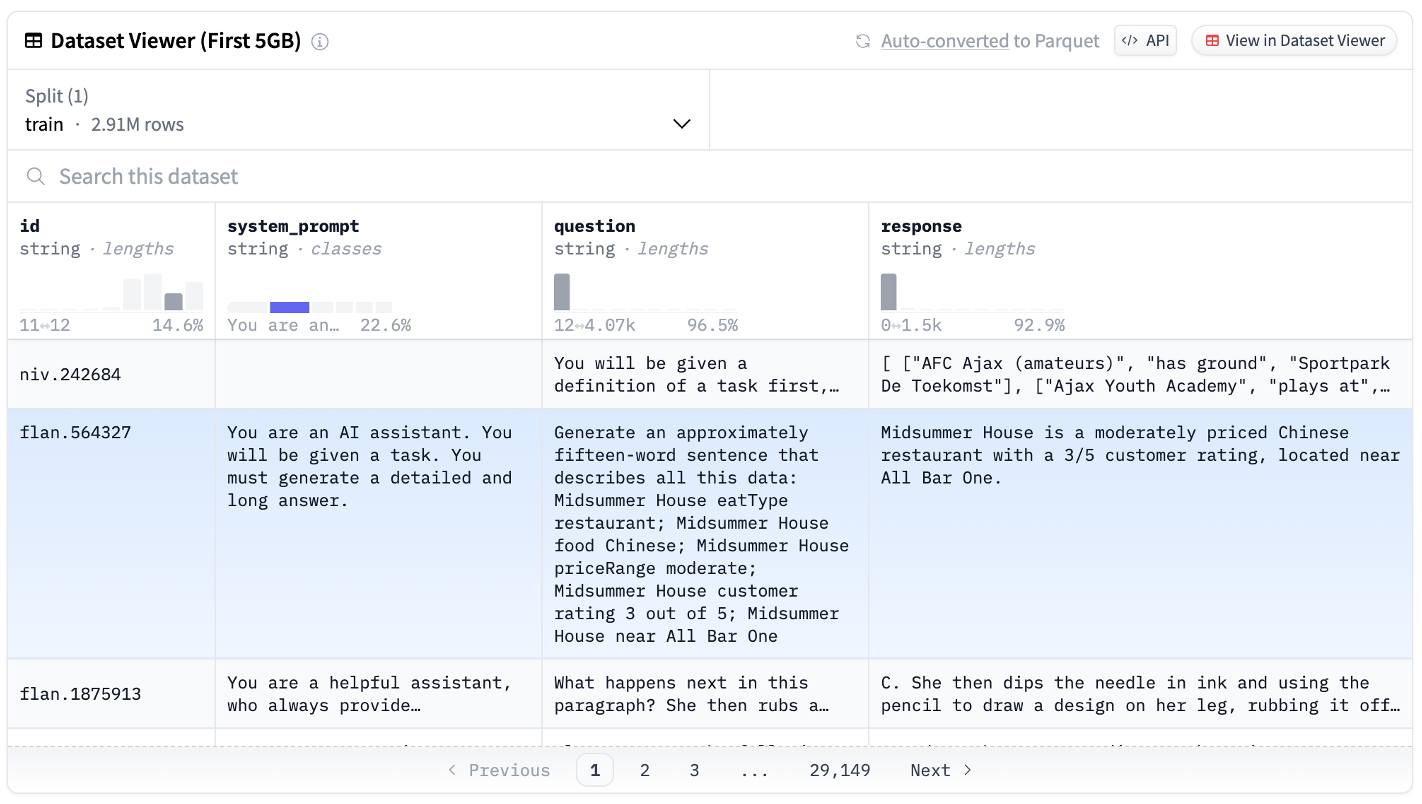 Dataset Viewer (First 5GB)
Auto-converted to Parquet
API
View in Dataset Viewer
Split (1)
train · 2.91M rows
Search this dataset
id
string · lengths
11↔12 14.6%
system_prompt
string · classes
You are an… 22.6%
question
string · lengths
12↔4.07k 96.5%
response
string · lengths
0↔1.5k 92.9%
niv.242684
You will be given a
definition of a task first,…
[ ["AFC Ajax (amateurs)", "has ground", "Sportpark
De Toekomst"], ["Ajax Youth Academy", "plays at",…
flan.564327
You are an AI assistant. You
will be given a task. You
must generate a detailed and
long answer.
Generate an approximately
fifteen-word sentence that
describes all this data:
Midsummer House eatType
restaurant; Midsummer House
food Chinese; Midsummer House
priceRange moderate;
Midsummer House customer
rating 3 out of 5; Midsummer
House near All Bar One
Midsummer House is a moderately priced Chinese
restaurant with a 3/5 customer rating, located near
All Bar One.
flan.1875913
You are a helpful assistant,
who always provide…
What happens next in this
paragraph? She then rubs a…
C. She then dips the needle in ink and using the
pencil to draw a design on her leg, rubbing it off…
< Previous 1 2 3 ... 29,149 Next >